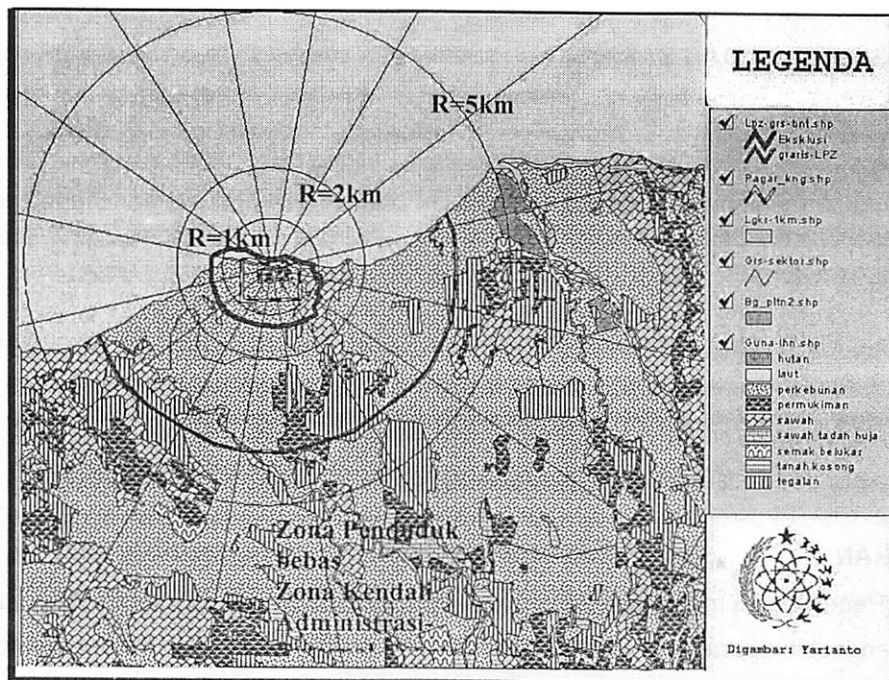 R=5km
R=2km
R=1km
Zona Penduduk
bebas
Zona Kendali
Administrasi-
LEGENDA
Lpz-grs-bnt.shp
Eksklusi
graris-LPZ
Pagar_kng.shp
Lgkr-1km.shp
Grs-sektor.shp
Bg_pltn2.shp
Guna-lhn.shp
hutan
laut
perkebunan
permukiman
sawah
sawah tadah huja
semak belukar
tanah kosong
tegalan
Digambar: Yarianto